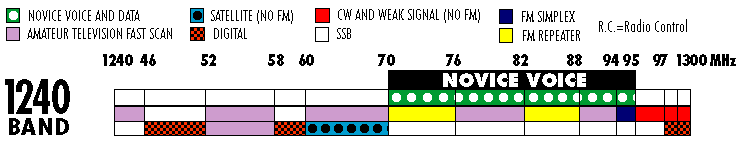 NOVICE VOICE AND DATA SATELLITE (NO FM) CW AND WEAK SIGNAL (NO FM) FM SIMPLEX
AMATEUR TELEVISION FAST SCAN DIGITAL SSB FM REPEATER R.C.=Radio Control
1240 46 52 58 60 70 76 82 88 94 95 97 1300 MHz
NOVICE VOICE
1240
BAND